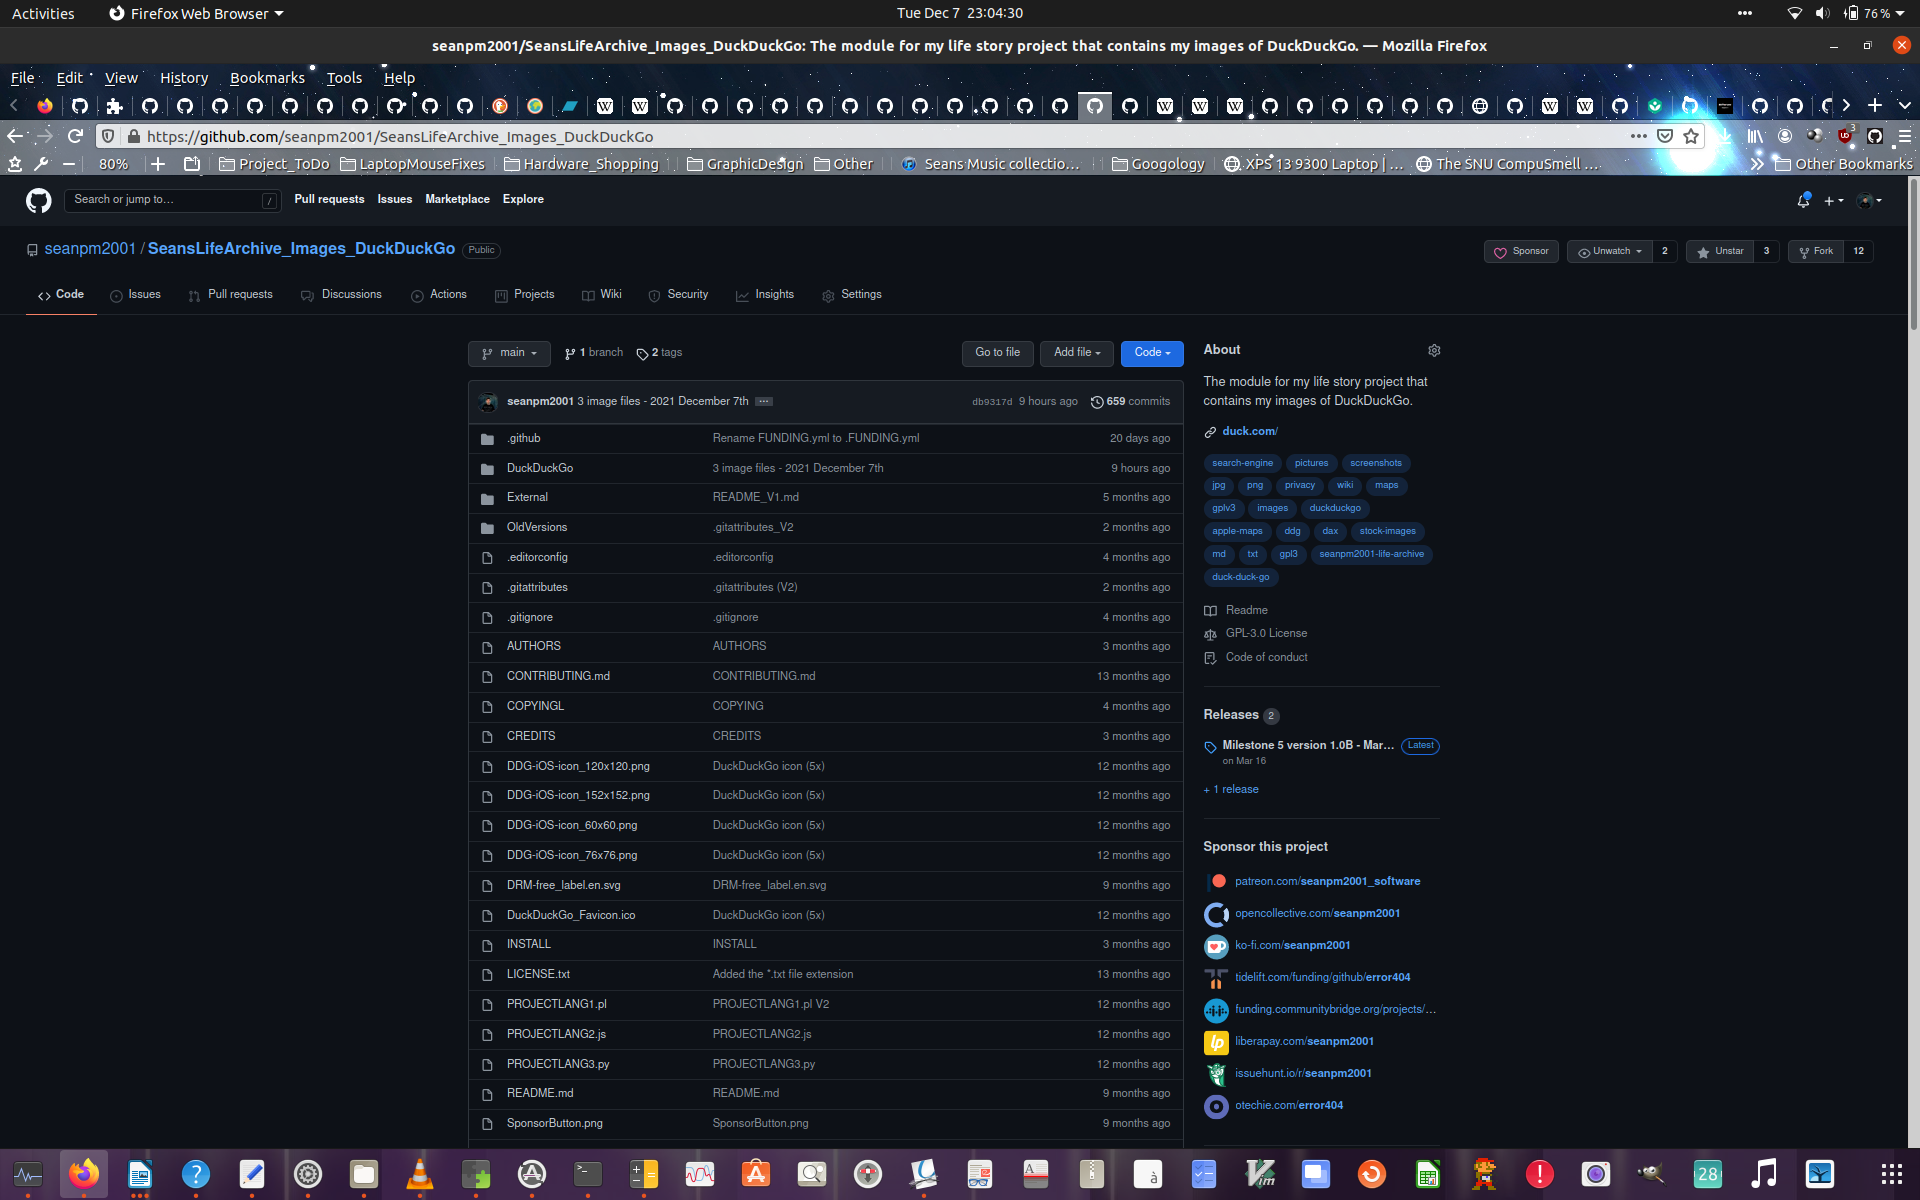 Activities Firefox Web Browser Tue Dec 7 23:04:30 76 %
seanpm2001/SeansLifeArchive_Images_DuckDuckGo: The module for my life story project that contains my images of DuckDuckGo. — Mozilla Firefox
File Edit View History Bookmarks Tools Help
https://github.com/seanpm2001/SeansLifeArchive_Images_DuckDuckGo 3
80% Project_ToDo LaptopMouseFixes Hardware_Shopping GraphicDesign Other Seans Music collectio… Googology XPS 13 9300 Laptop | … The SNU CompuSmell … Other Bookmarks
Search or jump to… / Pull requests Issues Marketplace Explore
seanpm2001 / SeansLifeArchive_Images_DuckDuckGo Public Sponsor Unwatch 2 Unstar 3 Fork 12
Code Issues Pull requests Discussions Actions Projects Wiki Security Insights Settings
main 1 branch 2 tags Go to file Add file Code
seanpm2001 3 image files - 2021 December 7th ... db9317d 9 hours ago 659 commits
.github Rename FUNDING.yml to .FUNDING.yml 20 days ago
DuckDuckGo 3 image files - 2021 December 7th 9 hours ago
External README_V1.md 5 months ago
OldVersions .gitattributes_V2 2 months ago
.editorconfig .editorconfig 4 months ago
.gitattributes .gitattributes (V2) 2 months ago
.gitignore .gitignore 4 months ago
AUTHORS AUTHORS 3 months ago
CONTRIBUTING.md CONTRIBUTING.md 13 months ago
COPYINGL COPYING 4 months ago
CREDITS CREDITS 3 months ago
DDG-iOS-icon_120x120.png DuckDuckGo icon (5x) 12 months ago
DDG-iOS-icon_152x152.png DuckDuckGo icon (5x) 12 months ago
DDG-iOS-icon_60x60.png DuckDuckGo icon (5x) 12 months ago
DDG-iOS-icon_76x76.png DuckDuckGo icon (5x) 12 months ago
DRM-free_label.en.svg DRM-free_label.en.svg 9 months ago
DuckDuckGo_Favicon.ico DuckDuckGo icon (5x) 12 months ago
INSTALL INSTALL 3 months ago
LICENSE.txt Added the *.txt file extension 13 months ago
PROJECTLANG1.pl PROJECTLANG1.pl V2 12 months ago
PROJECTLANG2.js PROJECTLANG2.js 12 months ago
PROJECTLANG3.py PROJECTLANG3.py 12 months ago
README.md README.md 9 months ago
SponsorButton.png SponsorButton.png 9 months ago
About
The module for my life story project that
contains my images of DuckDuckGo.
duck.com/
search-engine pictures screenshots
jpg png privacy wiki maps
gplv3 images duckduckgo
apple-maps ddg dax stock-images
md txt gpl3 seanpm2001-life-archive
duck-duck-go
Readme
GPL-3.0 License
Code of conduct
Releases 2
Milestone 5 version 1.0B - Mar... Latest
on Mar 16
+ 1 release
Sponsor this project
patreon.com/seanpm2001_software
opencollective.com/seanpm2001
ko-fi.com/seanpm2001
tidelift.com/funding/github/error404
funding.communitybridge.org/projects/…
liberapay.com/seanpm2001
issuehunt.io/r/seanpm2001
otechie.com/error404
28